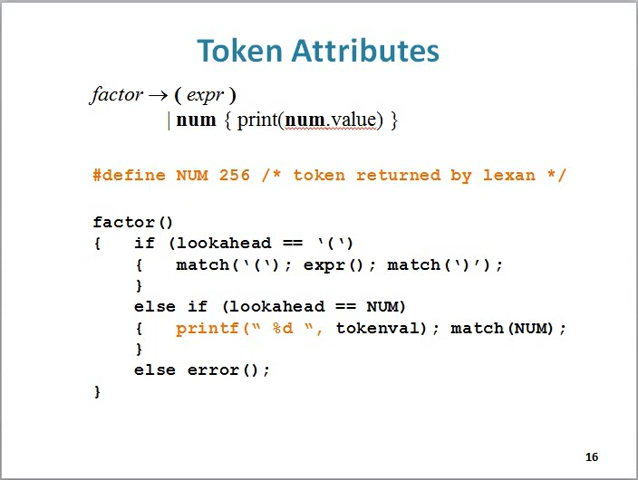 Token Attributes
factor → ( expr )
| num { print(num.value) }
#define NUM 256 /* token returned by lexan */
factor()
{ if (lookahead == ‘(‘)
{ match(‘(‘); expr(); match(‘)’);
}
else if (lookahead == NUM)
{ printf(“ %d “, tokenval); match(NUM);
}
else error();
}
16